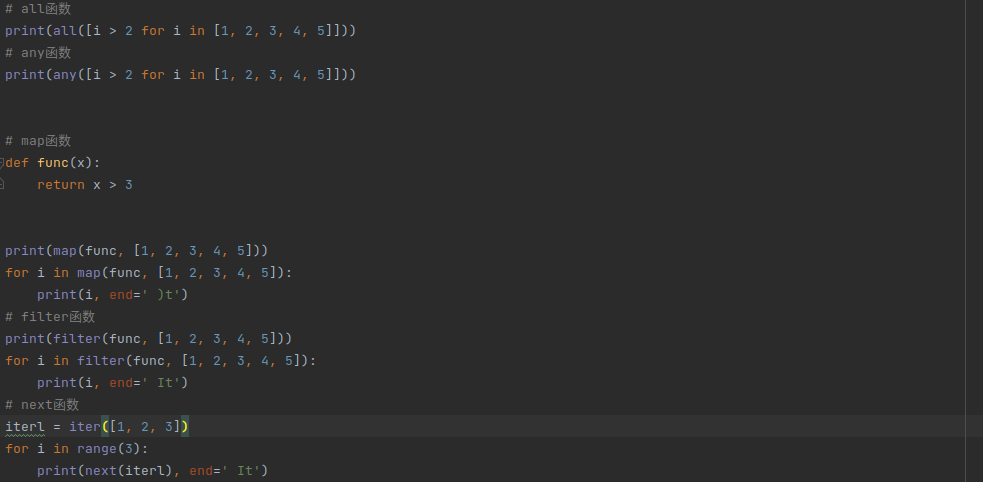 # all函数
print(all([i > 2 for i in [1, 2, 3, 4, 5]]))
# any函数
print(any([i > 2 for i in [1, 2, 3, 4, 5]]))
# map函数
def func(x):
    return x > 3
print(map(func, [1, 2, 3, 4, 5]))
for i in map(func, [1, 2, 3, 4, 5]):
    print(i, end=' )t')
# filter函数
print(filter(func, [1, 2, 3, 4, 5]))
for i in filter(func, [1, 2, 3, 4, 5]):
    print(i, end=' It')
# next函数
iterl = iter([1, 2, 3])
for i in range(3):
    print(next(iterl), end=' It')